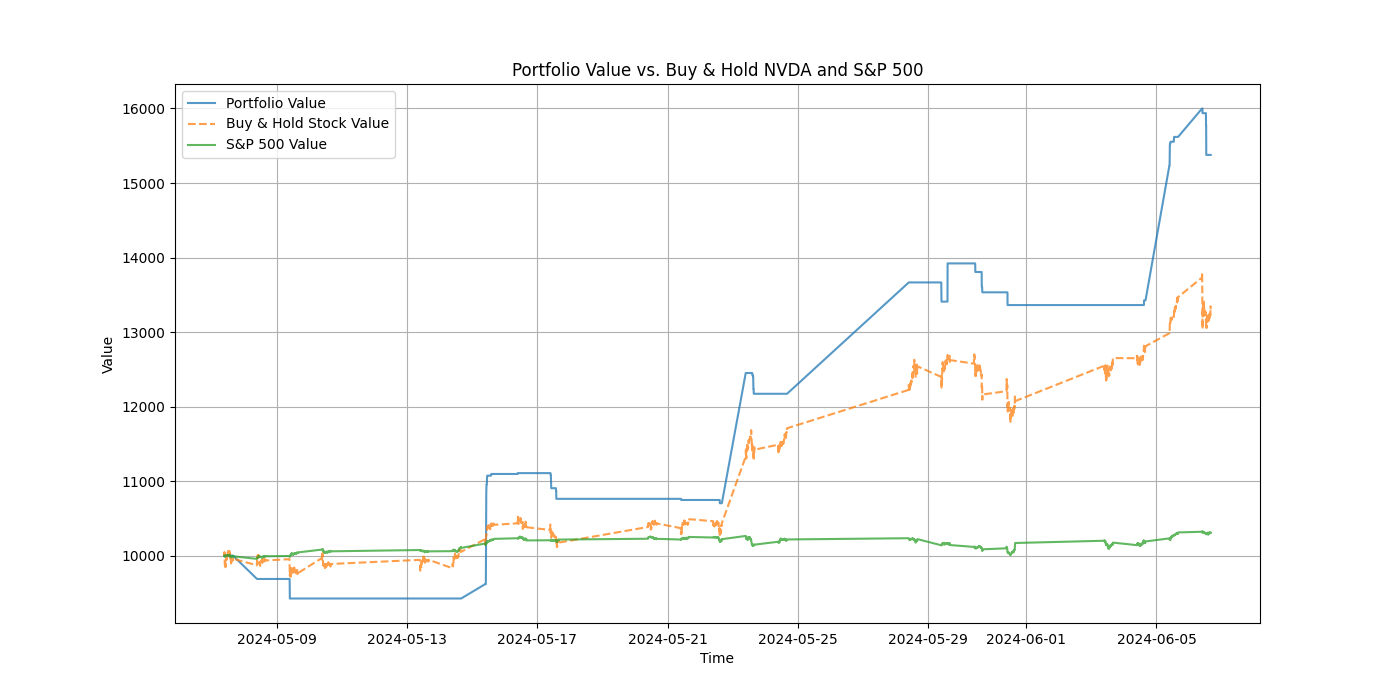 Portfolio Value vs. Buy & Hold NVDA and S&P 500
Portfolio Value
Buy & Hold Stock Value
S&P 500 Value
16000
15000
14000
13000
12000
11000
10000
Value
2024-05-09
2024-05-13
2024-05-17
2024-05-21
2024-05-25
2024-05-29
2024-06-01
2024-06-05
Time